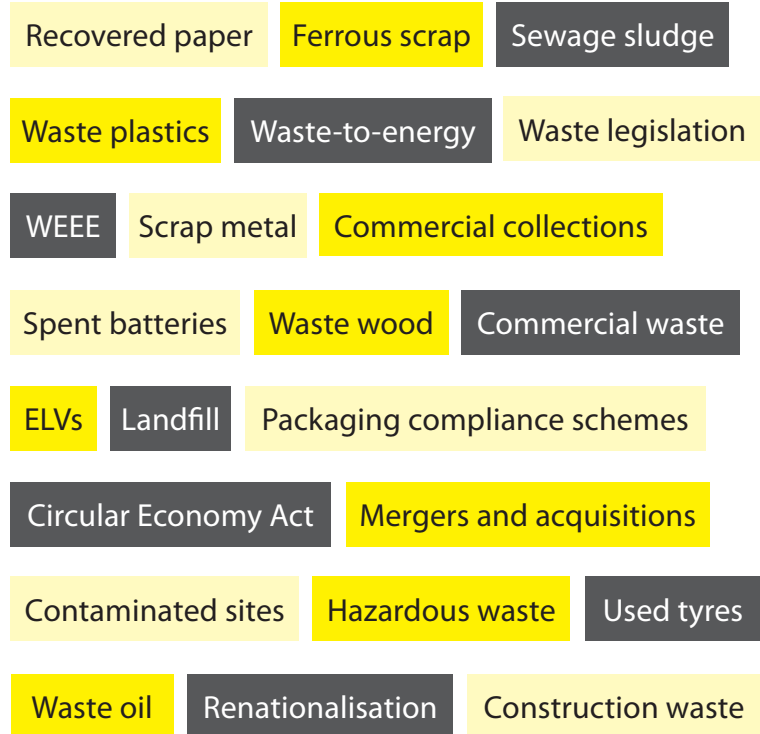 Recovered paper Ferrous scrap Sewage sludge
Waste plastics Waste-to-energy Waste legislation
WEEE Scrap metal Commercial collections
Spent batteries Waste wood Commercial waste
ELVs Landfill Packaging compliance schemes
Circular Economy Act Mergers and acquisitions
Contaminated sites Hazardous waste Used tyres
Waste oil Renationalisation Construction waste